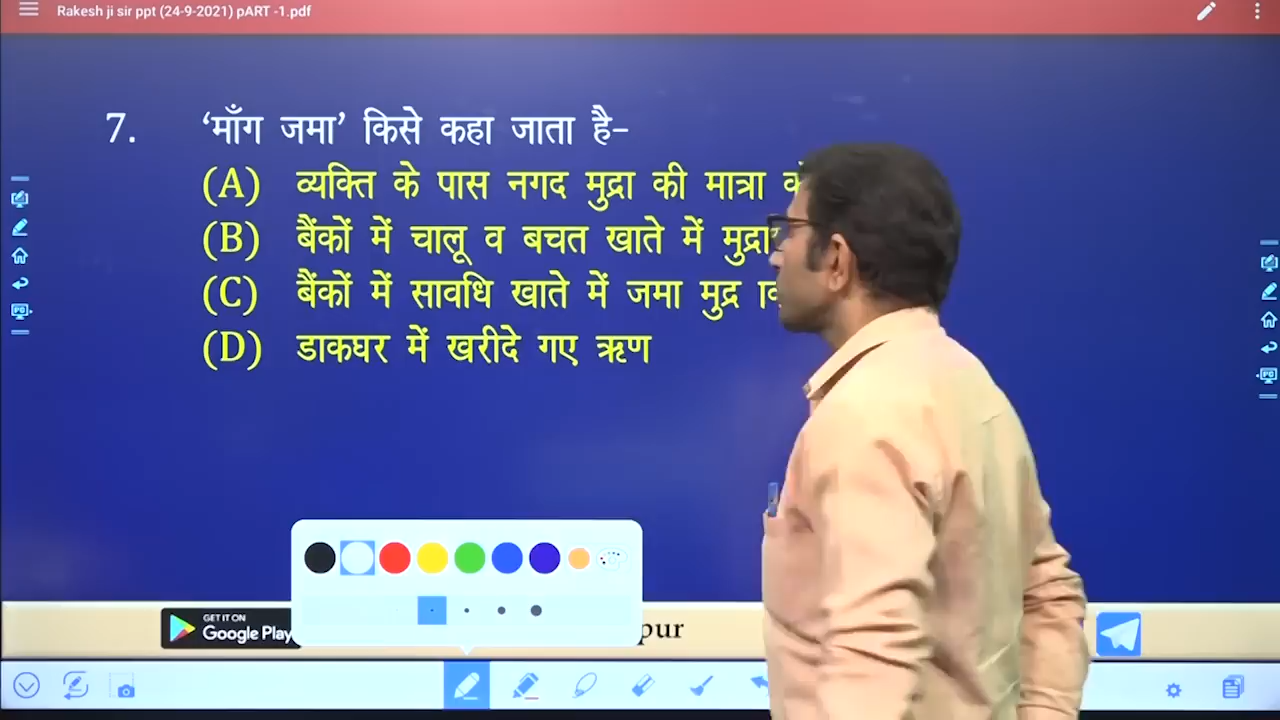 Rakesh ji sir ppt (24-9-2021) pART -1.pdf
7. ‘माँग जमा’ किसे कहा जाता है–
(A) व्यक्ति के पास नगद मुद्रा की मात्रा
(B) बैंकों में चालू व बचत खाते में
(C) बैंकों में सावधि खाते में जमा
(D) डाकघर में खरीदे गए ऋण
GET IT ON
Google Play